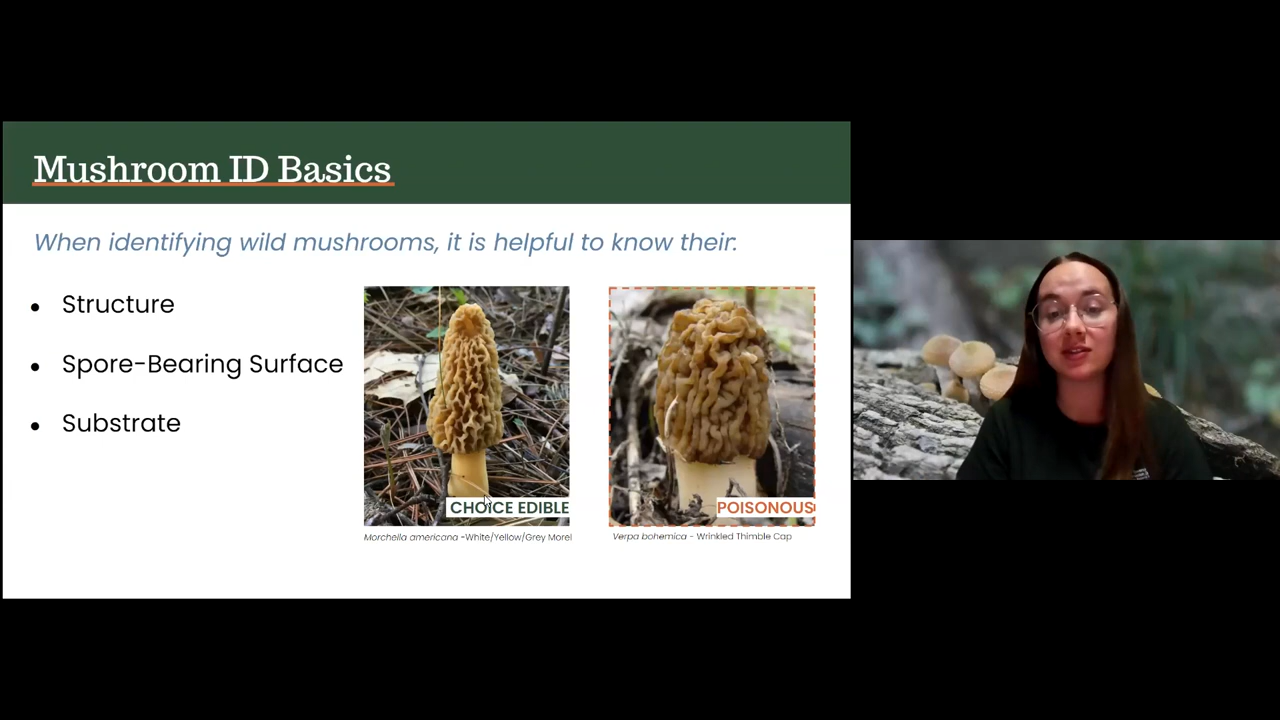 Mushroom ID Basics
When identifying wild mushrooms, it is helpful to know their:
• Structure
• Spore-Bearing Surface
• Substrate
CHOICE EDIBLE
Morchella americana -White/Yellow/Grey Morel
POISONOUS
Verpa bohemica - Wrinkled Thimble Cap